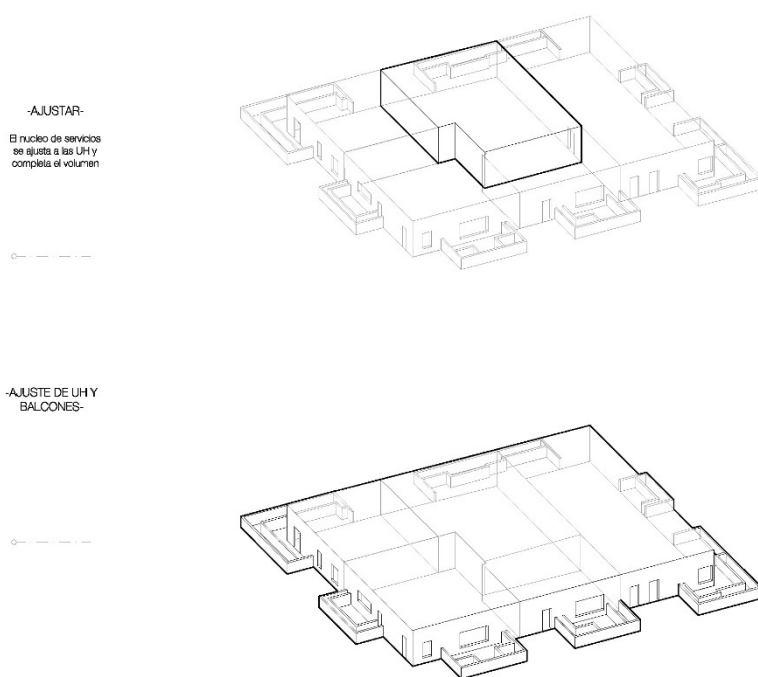 -AJUSTAR-
El nucleo de servicios
se ajusta a las UH y
completa el volumen
-AJUSTE DE UH Y
BALCONES-